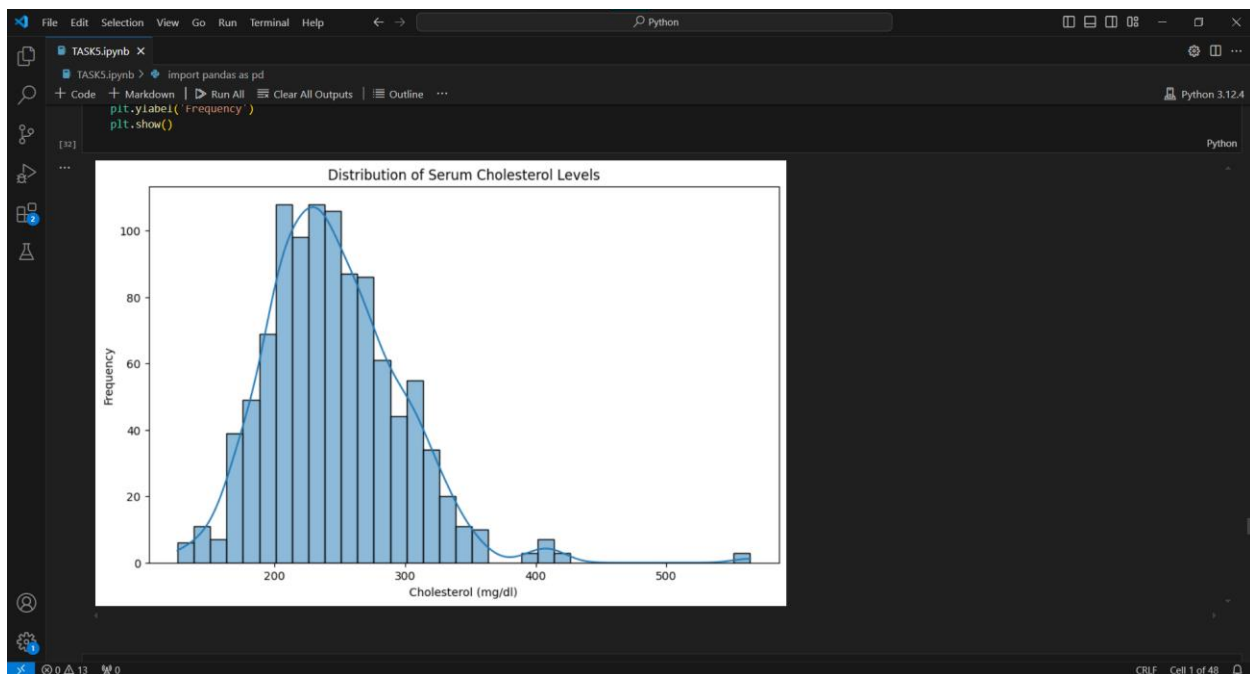 File Edit Selection View Go Run Terminal Help
Python
TASK5.ipynb
TASK5.ipynb > import pandas as pd
+ Code + Markdown | Run All Clear All Outputs | Outline ...
Python 3.12.4
plt.ylabel('Frequency')
plt.show()
[32]
Python
...
Distribution of Serum Cholesterol Levels
Frequency
100
80
60
40
20
0
200 300 400 500
Cholesterol (mg/dl)
2
1
0 13 0
CRLF Cell 1 of 48